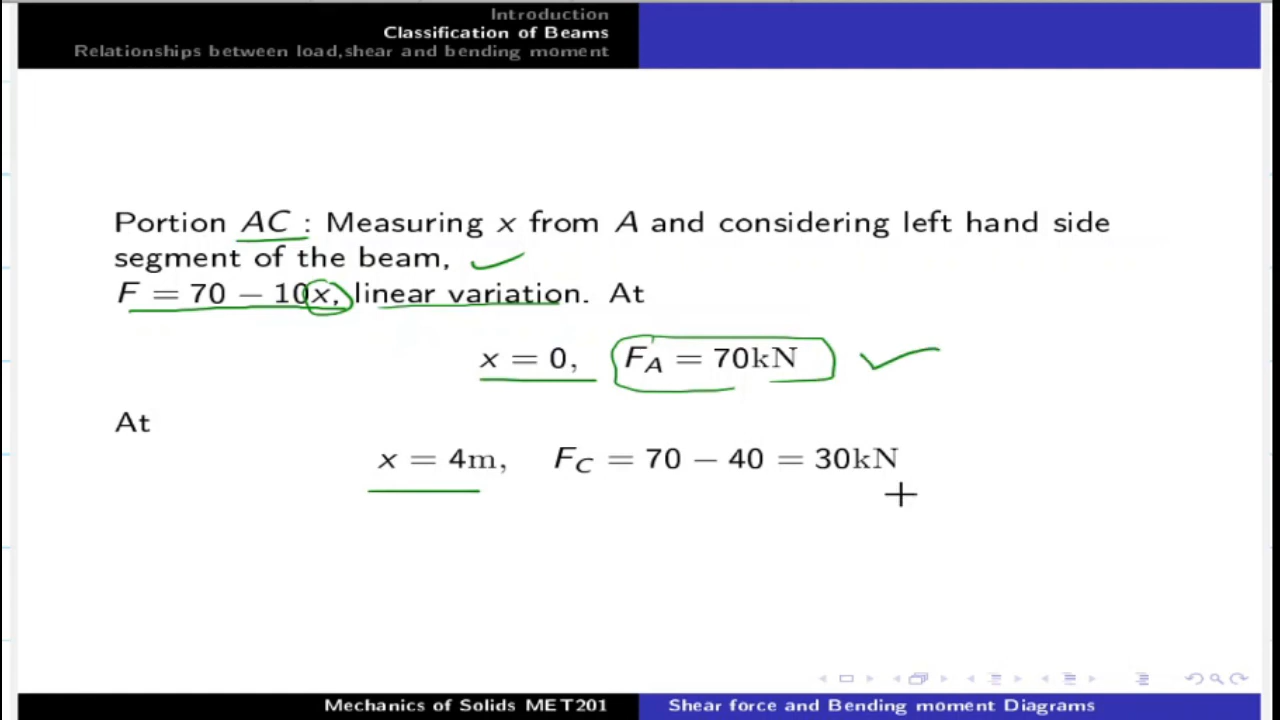 Introduction
Classification of Beams
Relationships between load,shear and bending moment
Portion AC : Measuring x from A and considering left hand side
segment of the beam,
F = 70 − 10x, linear variation. At
x = 0, F_A = 70kN
At
x = 4m, F_C = 70 − 40 = 30kN
Mechanics of Solids MET201 Shear force and Bending moment Diagrams